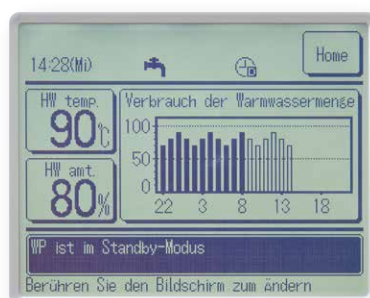 14:28(Mi)
Home
HW temp.
90℃
Verbrauch der Warmwassermenge
100
50
0
22 3 8 13 18
HW amt.
80%
WP ist im Standby-Modus
Berühren Sie den Bildschirm zum Ändern